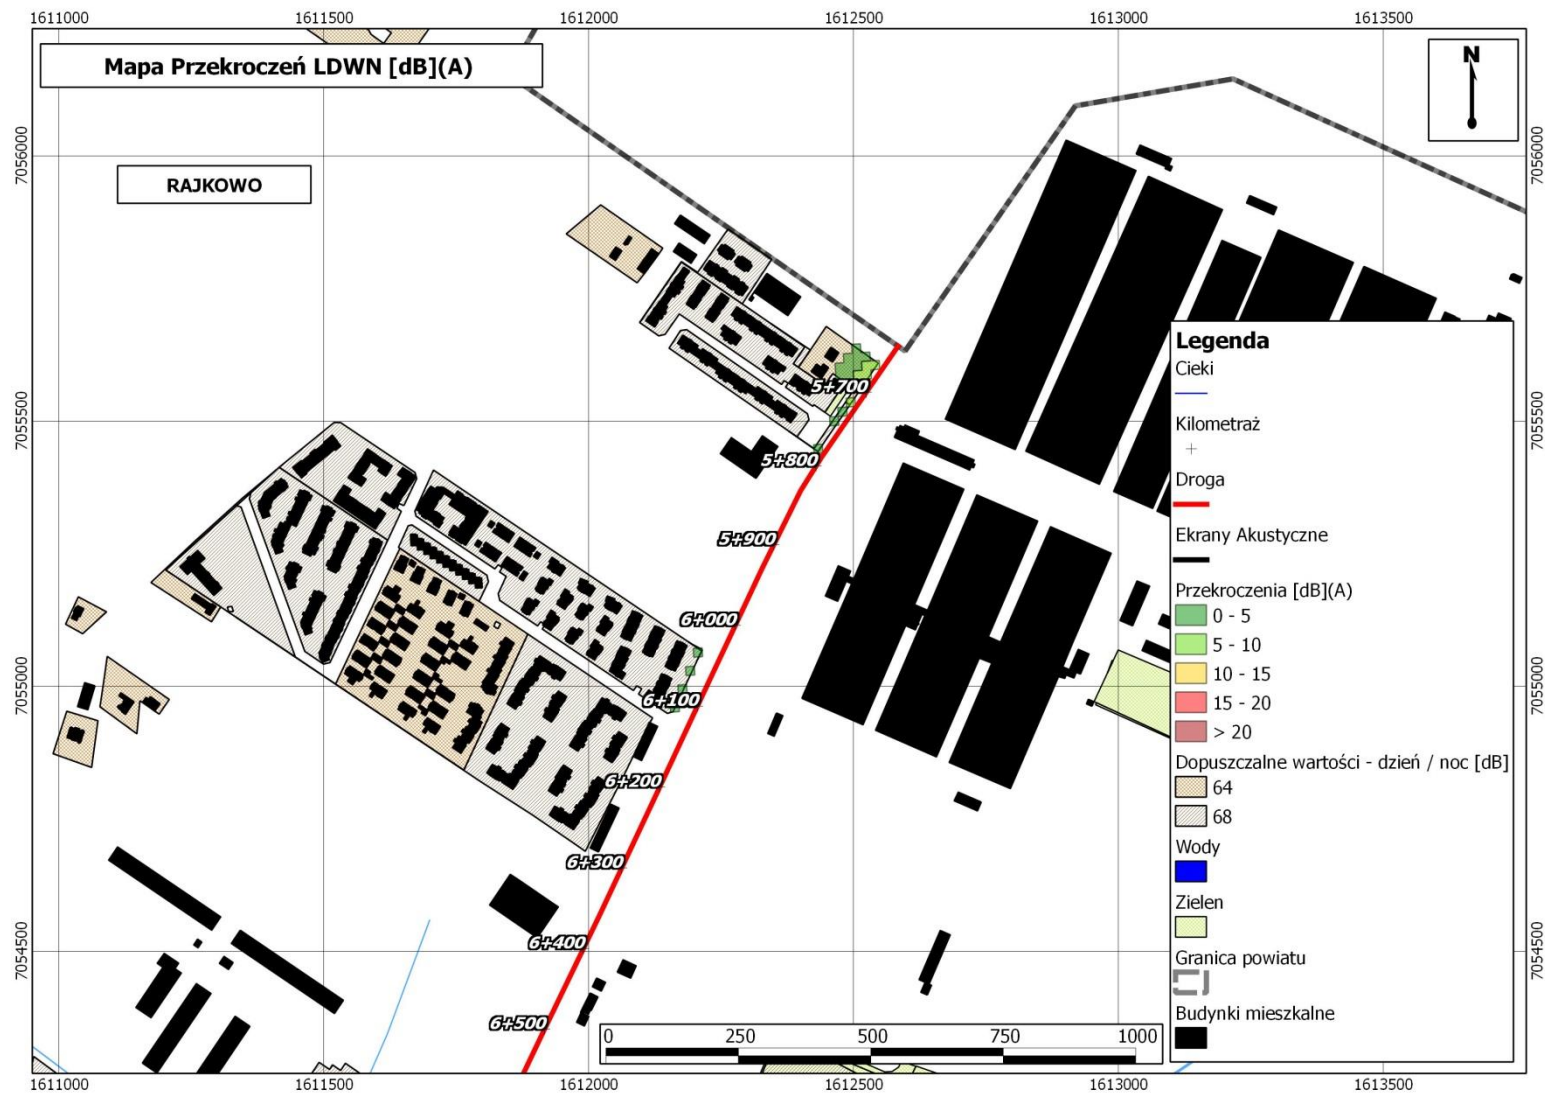 1611000 1611500 1612000 1612500 1613000 1613500
Mapa Przekroczeń LDWN [dB](A)
N
7056000
7056000
RAJKOWO
Legenda
Cieki
Kilometraż
Droga
Ekrany Akustyczne
Przekroczenia [dB](A)
0 - 5
5 - 10
10 - 15
15 - 20
> 20
Dopuszczalne wartości - dzień / noc [dB]
64
68
Wody
Zielen
Granica powiatu
Budynki mieszkalne
5+700
7055500
7055500
5+800
5+900
6+000
7055000
7055000
6+100
6+200
6+300
6+400
7054500
7054500
6+500
0 250 500 750 1000
1611000 1611500 1612000 1612500 1613000 1613500